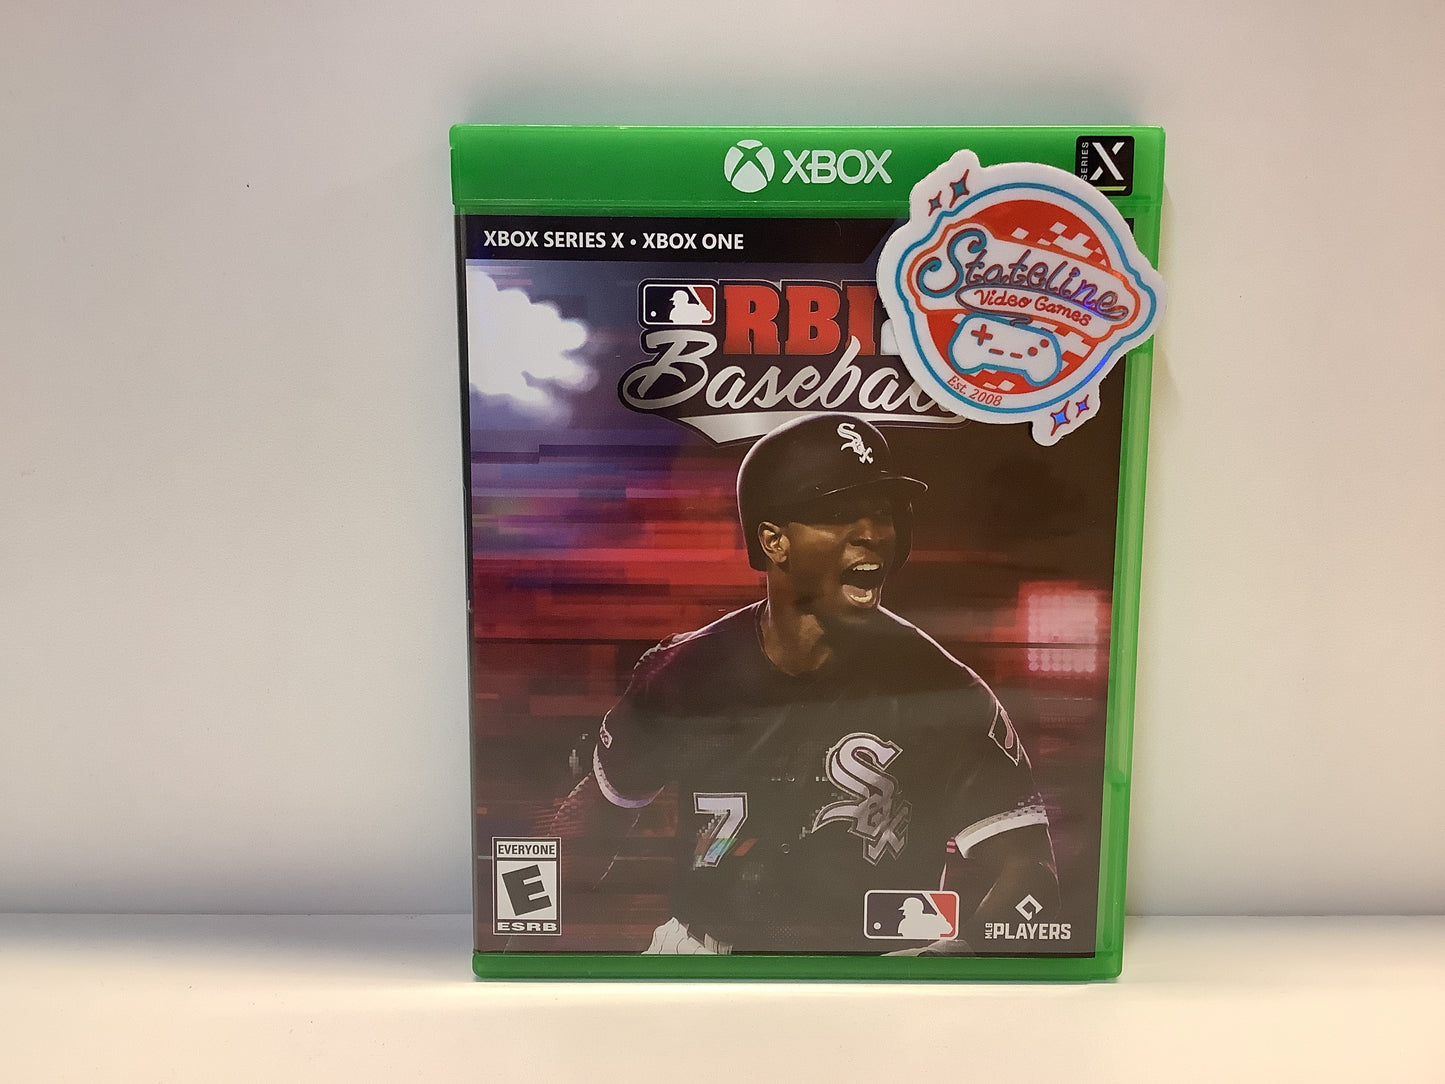 XBOX
SERIES X
XBOX SERIES X • XBOX ONE
RBI
Baseball
Stateline
Video Games
Est. 2008
Sox
Sox
7
EVERYONE
E
ESRB
MLB PLAYERS